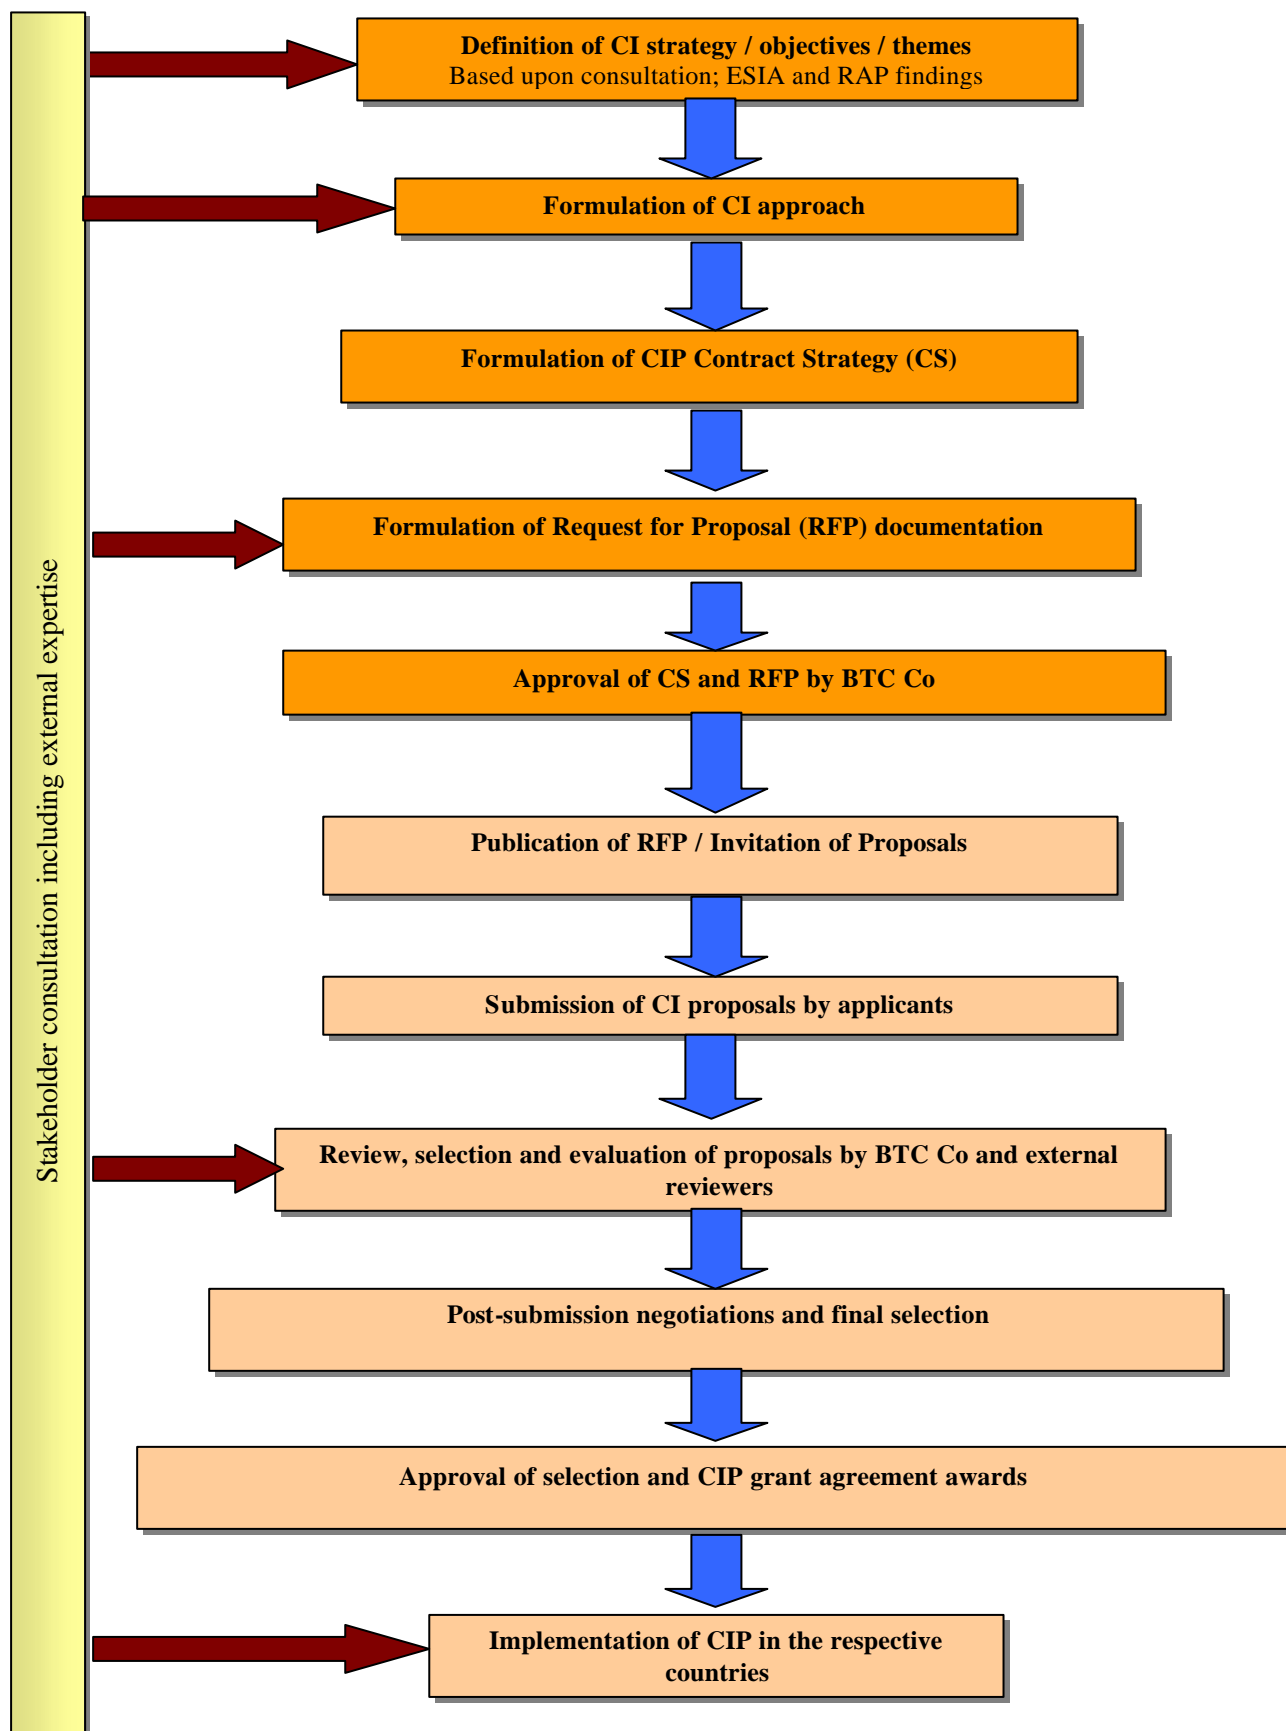 Stakeholder consultation including external expertise
Definition of CI strategy / objectives / themes
Based upon consultation; ESIA and RAP findings
Formulation of CI approach
Formulation of CIP Contract Strategy (CS)
Formulation of Request for Proposal (RFP) documentation
Approval of CS and RFP by BTC Co
Publication of RFP / Invitation of Proposals
Submission of CI proposals by applicants
Review, selection and evaluation of proposals by BTC Co and external
reviewers
Post-submission negotiations and final selection
Approval of selection and CIP grant agreement awards
Implementation of CIP in the respective
countries